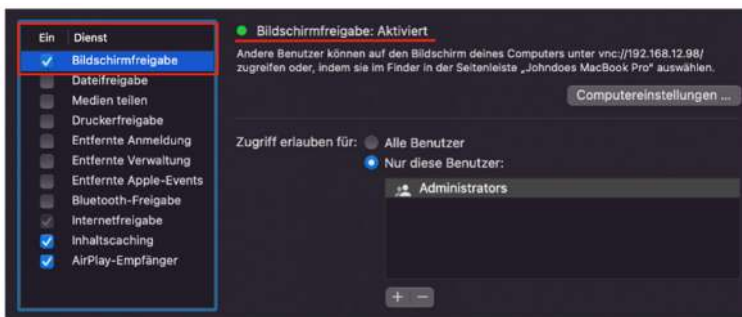 Ein Dienst
Bildschirmfreigabe
Dateifreigabe
Medien teilen
Druckerfreigabe
Entfernte Anmeldung
Entfernte Verwaltung
Entfernte Apple-Events
Bluetooth-Freigabe
Internetfreigabe
Inhaltscaching
AirPlay-Empfänger
Bildschirmfreigabe: Aktiviert
Andere Benutzer können auf den Bildschirm deines Computers unter vnc://192.168.12.98/
zugreifen oder, indem sie im Finder in der Seitenleiste „Johndoes MacBook Pro“ auswählen.
Computereinstellungen ...
Zugriff erlauben für: Alle Benutzer
Nur diese Benutzer:
Administrators
+ −